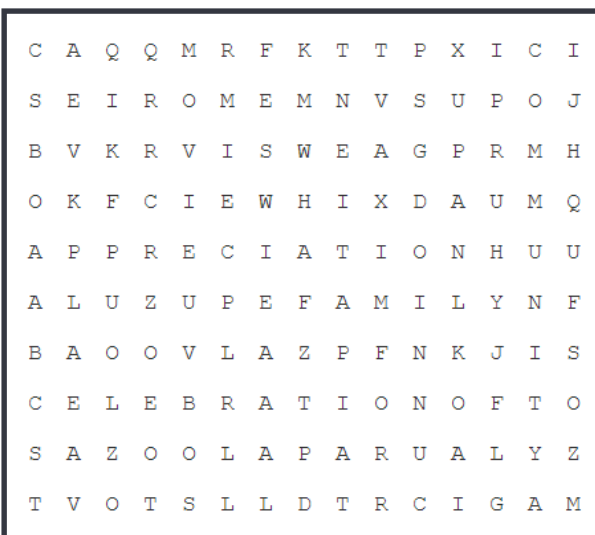 C A Q Q M R F K T T P X I C I
S E I R O M E M N V S U P O J
B V K R V I S W E A G P R M H
O K F C I E W H I X D A U M Q
A P P R E C I A T I O N H U U
A L U Z U P E F A M I L Y N F
B A O O V L A Z P F N K J I S
C E L E B R A T I O N O F T O
S A Z O O L A P A R U A L Y Z
T V O T S L L D T R C I G A M